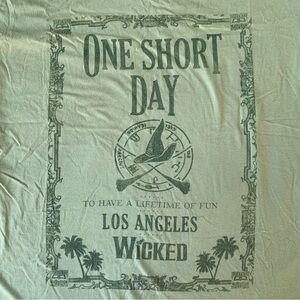 ONE SHORT
DAY
TO HAVE A LIFETIME OF FUN
LOS ANGELES
WICKED